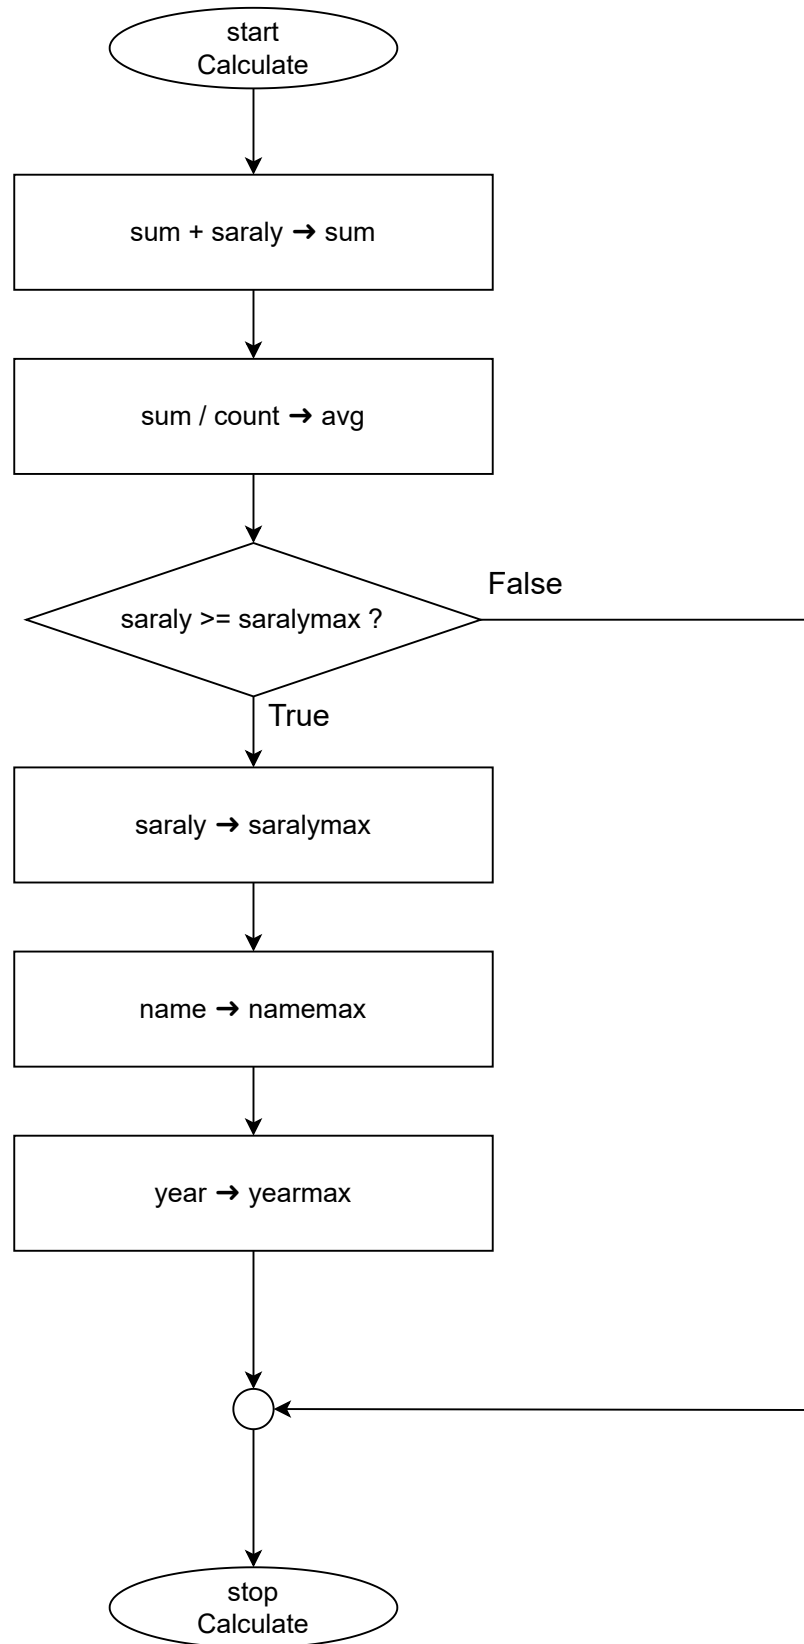 start
Calculate
sum + saraly ➜ sum
sum / count ➜ avg
saraly >= saralymax ?
False
True
saraly ➜ saralymax
name ➜ namemax
year ➜ yearmax
stop
Calculate